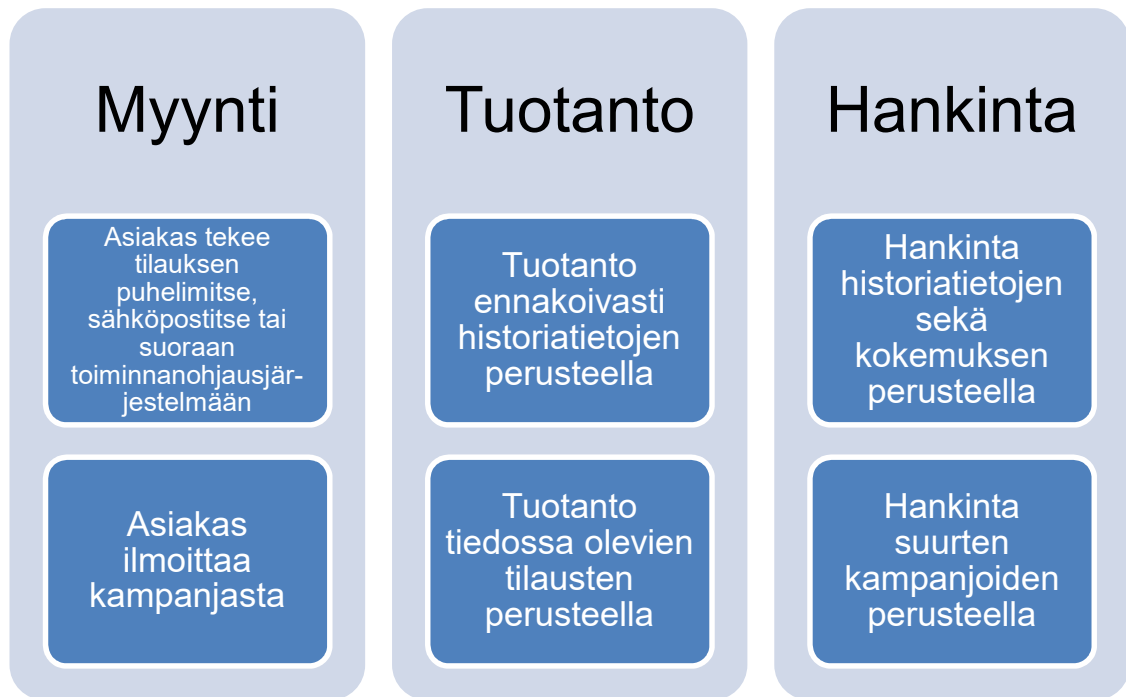 Myynti
Asiakas tekee
tilauksen
puhelimitse,
sähköpostitse tai
suoraan
toiminnanohjausjär-
jestelmään
Asiakas
ilmoittaa
kampanjasta
Tuotanto
Tuotanto
ennakoivasti
historiatietojen
perusteella
Tuotanto
tiedossa olevien
tilausten
perusteella
Hankinta
Hankinta
historiatietojen
sekä
kokemuksen
perusteella
Hankinta
suurten
kampanjoiden
perusteella